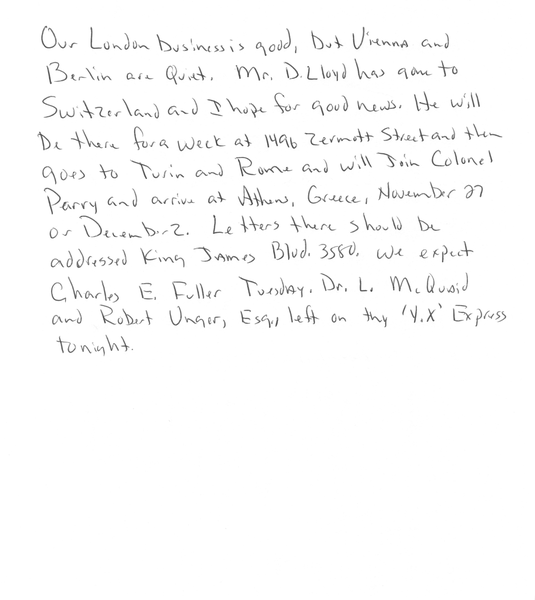 Our London business is good, but Vienna and
Berlin are quiet. Mr. D. Lloyd has gone to
Switzerland and I hope for good news. He will
be there for a week at 1496 Zermott Street and then
goes to Turin and Rome and will Join Colonel
Parry and arrive at Athens, Greece, November 27
or December 2. Letters there should be
addressed King James Blvd. 3580. We expect
Charles E. Fuller Tuesday. Dr. L. McQuaid
and Robert Unger, Esq., left on thy 'Y.X' Express
tonight.